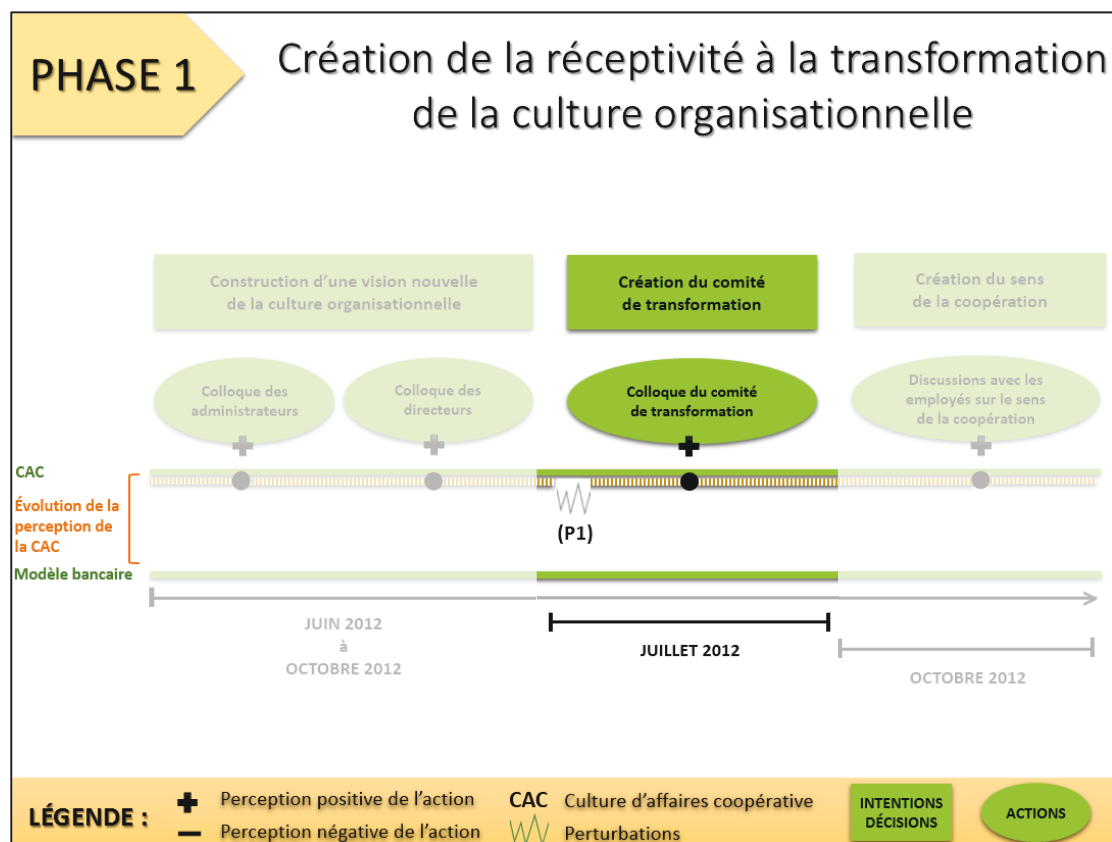 PHASE 1
Création de la réceptivité à la transformation
de la culture organisationnelle
Construction d'une vision nouvelle
de la culture organisationnelle
Création du comité
de transformation
Création du sens
de la coopération
Colloque des
administrateurs
Colloque des
directeurs
Colloque du comité
de transformation
Discussions avec les
employés sur le sens
de la coopération
CAC
Évolution de la
perception de
la CAC
(P1)
Modèle bancaire
JUIN 2012
à
OCTOBRE 2012
JUILLET 2012
OCTOBRE 2012
LÉGENDE :
Perception positive de l'action
Perception négative de l'action
CAC Culture d'affaires coopérative
Perturbations
INTENTIONS
DÉCISIONS
ACTIONS